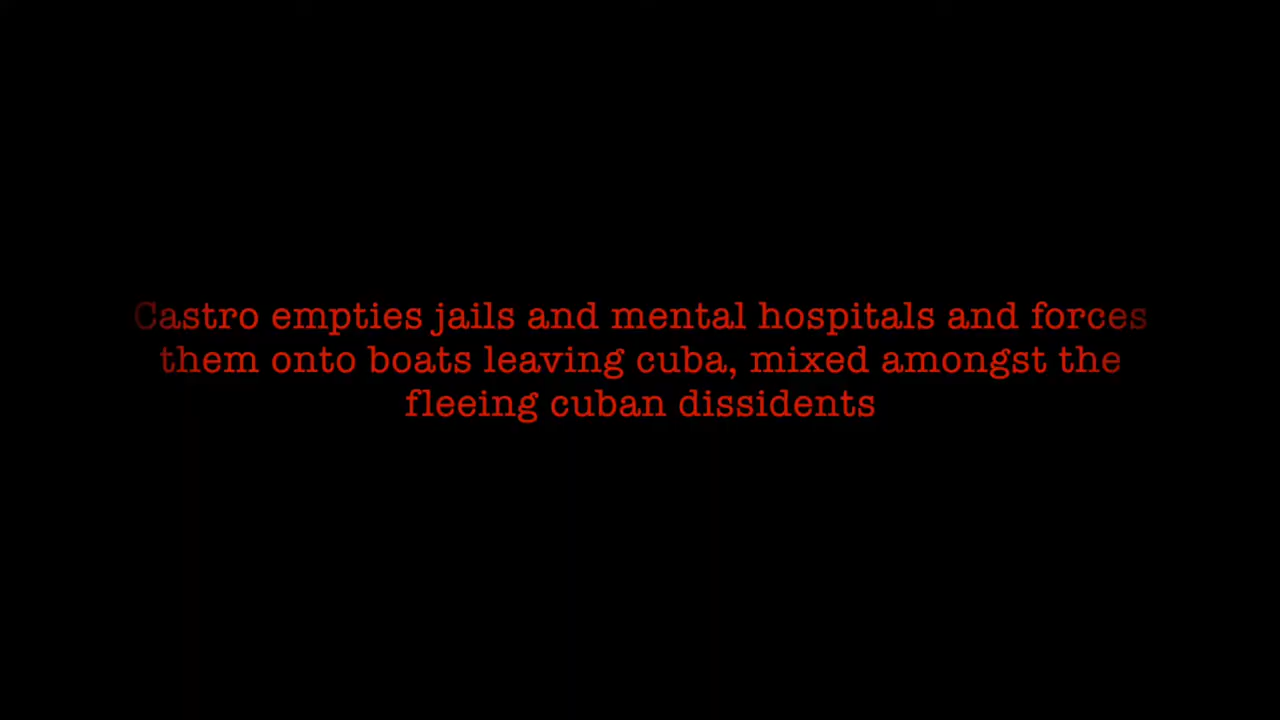 Castro empties jails and mental hospitals and forces
them onto boats leaving cuba, mixed amongst the
fleeing cuban dissidents